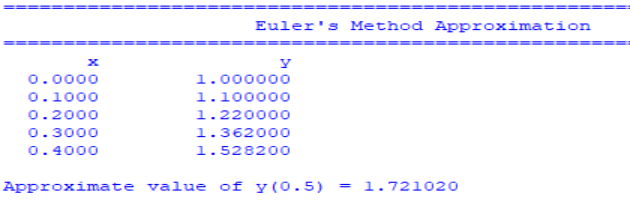 ============================================================
Euler's Method Approximation
============================================================
x y
0.0000 1.000000
0.1000 1.100000
0.2000 1.220000
0.3000 1.362000
0.4000 1.528200
Approximate value of y(0.5) = 1.721020